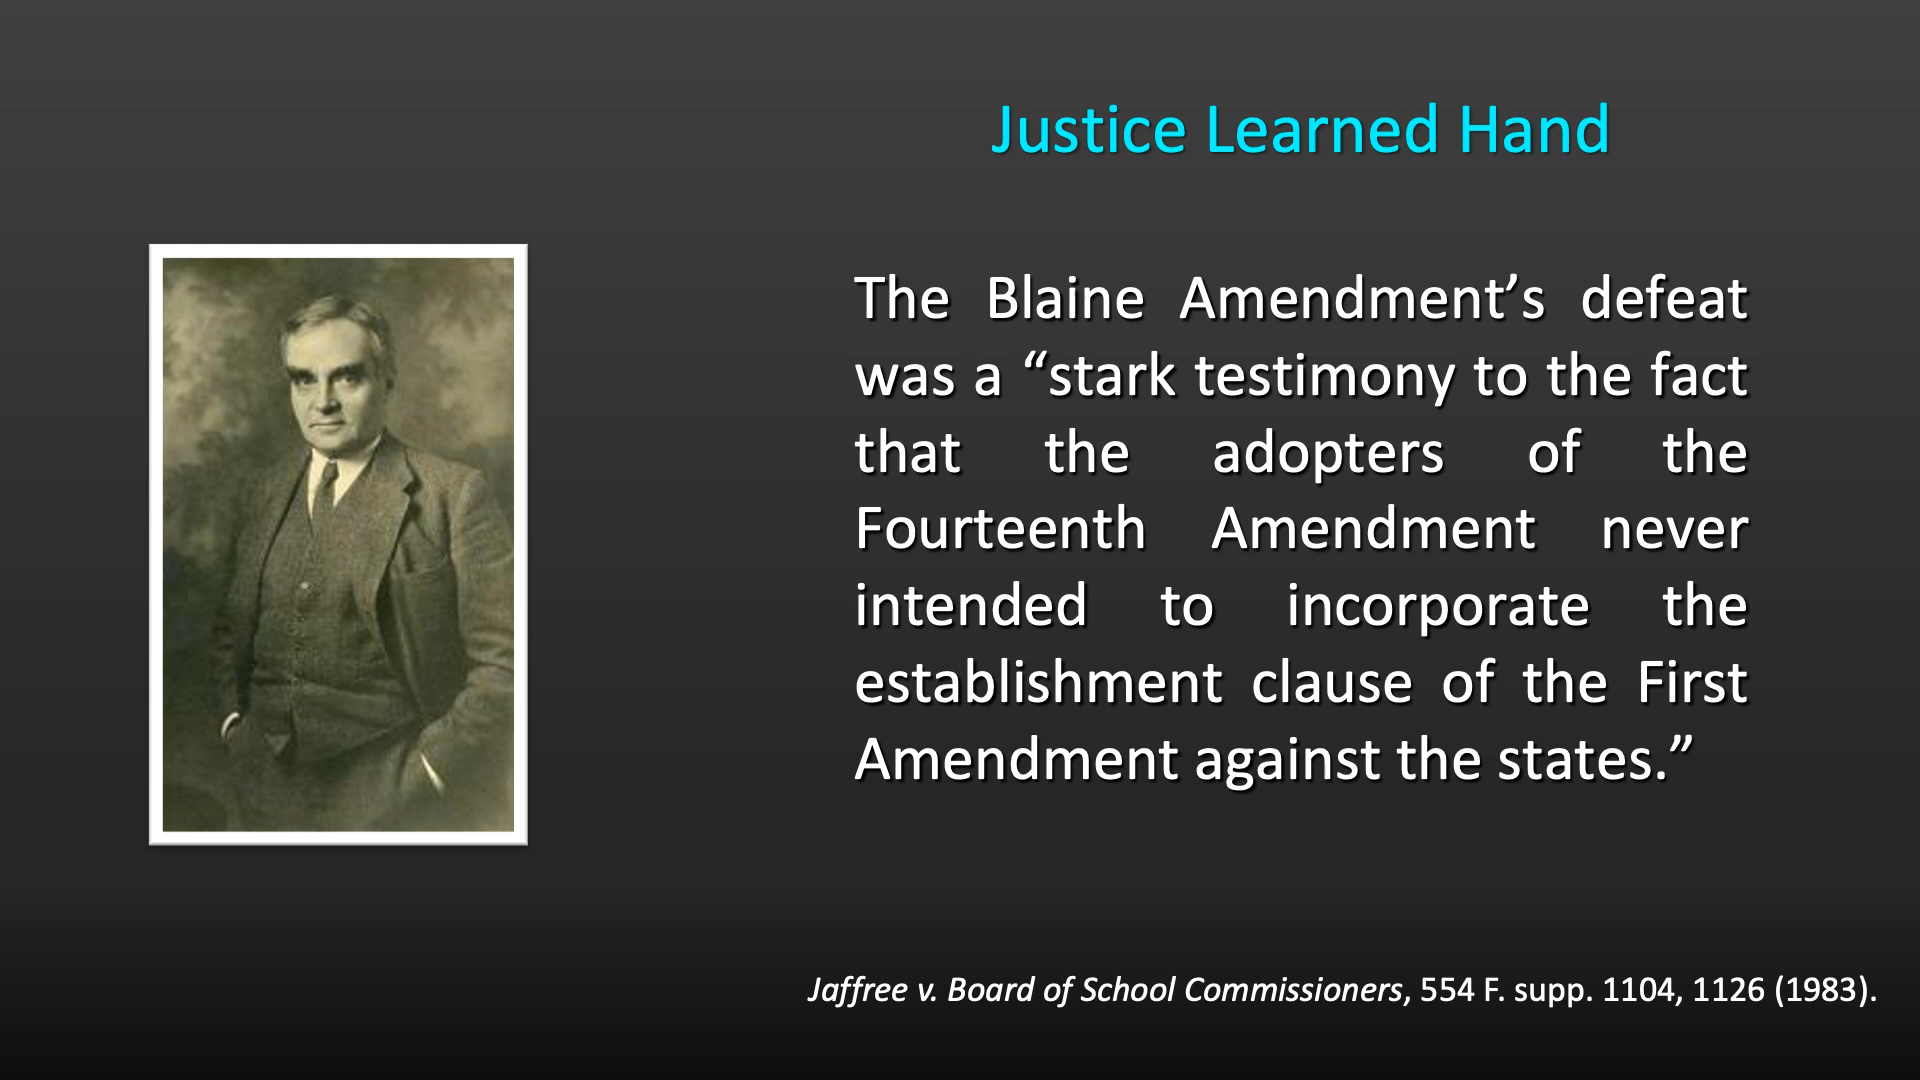 Justice Learned Hand
The Blaine Amendment’s defeat
was a “stark testimony to the fact
that the adopters of the
Fourteenth Amendment never
intended to incorporate the
establishment clause of the First
Amendment against the states.”
Jaffree v. Board of School Commissioners, 554 F. supp. 1104, 1126 (1983).